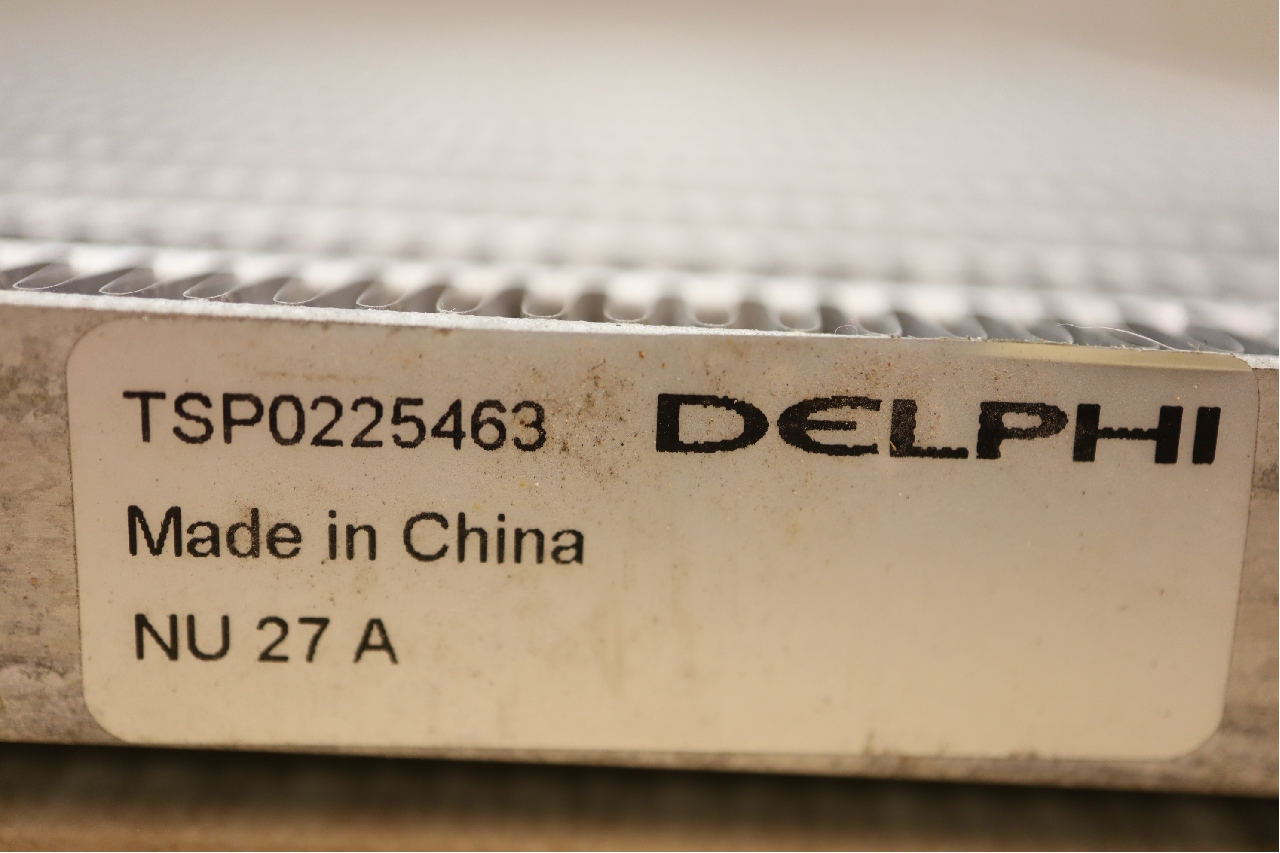 TSP0225463 DELPHI
Made in China
NU 27 A